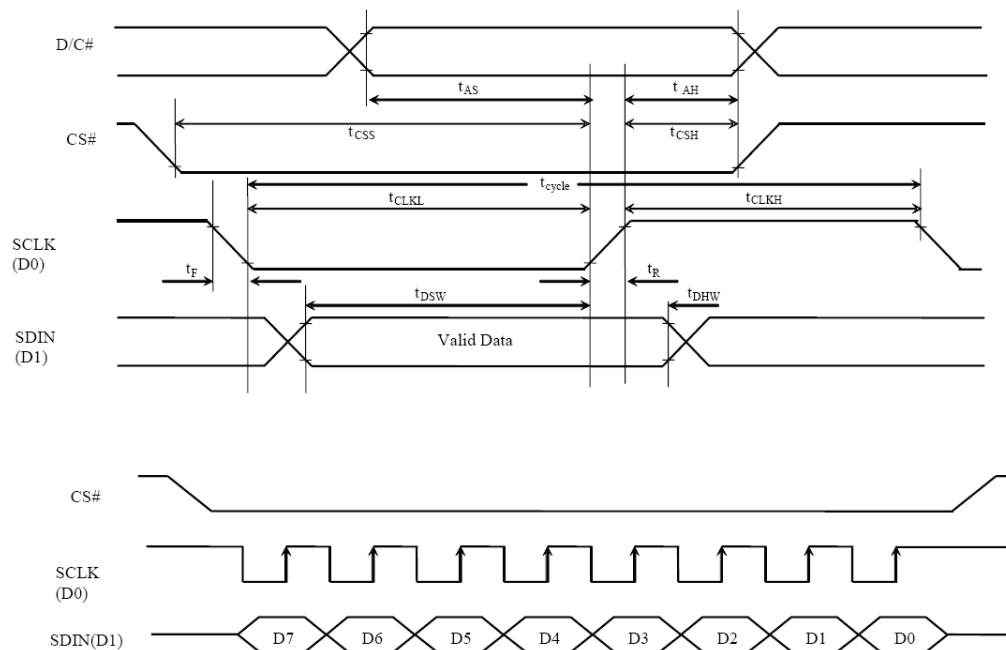 D/C#
tAS
tAH
CS#
tCSS
tCSH
tcycle
tCLKL
tCLKH
SCLK
(D0)
tF
tR
tDSW
tDHW
SDIN
(D1)
Valid Data
CS#
SCLK
(D0)
SDIN(D1)
D7 D6 D5 D4 D3 D2 D1 D0